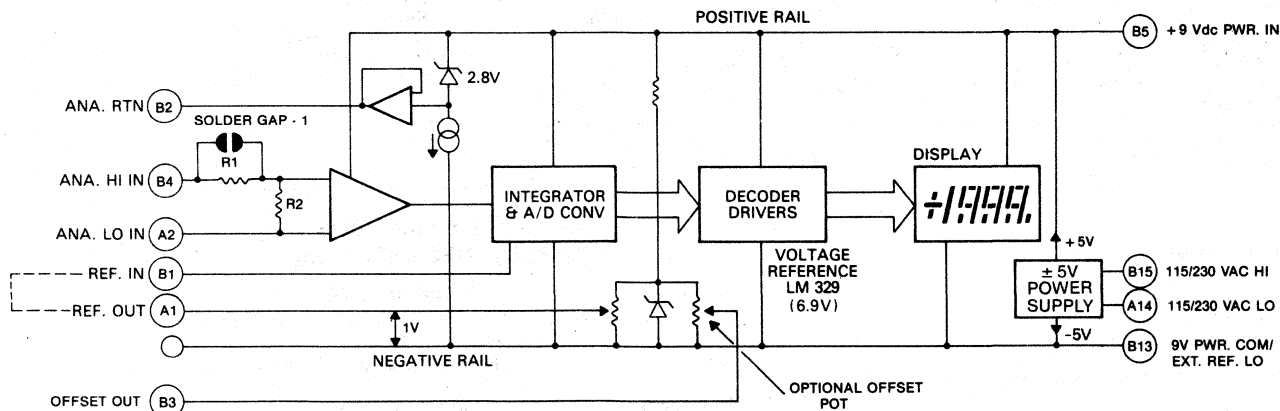 POSITIVE RAIL
B5 + 9 Vdc PWR. IN
2.8V
ANA. RTN B2
SOLDER GAP - 1
R1
ANA. HI IN B4
R2
ANA. LO IN A2
INTEGRATOR
& A/D CONV
DECODER
DRIVERS
DISPLAY
÷1999.
VOLTAGE
REFERENCE
LM 329
(6.9V)
REF. IN B1
REF. OUT A1
1V
+ 5V
± 5V
POWER
SUPPLY
−5V
B15 115/230 VAC HI
A14 115/230 VAC LO
B13 9V PWR. COM/
EXT. REF. LO
NEGATIVE RAIL
OPTIONAL OFFSET
POT
OFFSET OUT B3